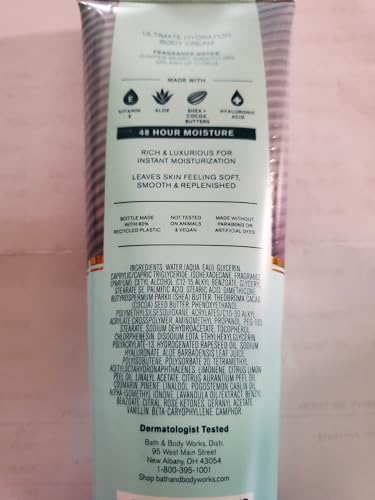 ULTIMATE HYDRATION
BODY CREAM
FRAGRANCE NOTES:
MADE WITH
E
VITAMIN
E
ALOE
SHEA +
COCOA
BUTTERS
HYALURONIC
ACID
48 HOUR MOISTURE
RICH & LUXURIOUS FOR
INSTANT MOISTURIZATION
LEAVES SKIN FEELING SOFT,
SMOOTH & REPLENISHED
BOTTLE MADE
WITH 82%
RECYCLED PLASTIC
NOT TESTED
ON ANIMALS
& VEGAN
MADE WITHOUT
PARABENS OR
ARTIFICIAL DYES
INGREDIENTS: WATER (AQUA, EAU), GLYCERIN,
CAPRYLIC/CAPRIC TRIGLYCERIDE, ISOHEXADECANE, FRAGRANCE
(PARFUM), CETYL ALCOHOL, C12-15 ALKYL BENZOATE, GLYCERYL
STEARATE SE, PALMITIC ACID, STEARIC ACID, DIMETHICONE,
BUTYROSPERMUM PARKII (SHEA) BUTTER, THEOBROMA CACAO
(COCOA) SEED BUTTER, PHENOXYETHANOL,
POLYMETHYLSILSESQUIOXANE, ACRYLATES/C10-30 ALKYL
ACRYLATE CROSSPOLYMER, AMINOMETHYL PROPANOL, PEG-100
STEARATE, SODIUM DEHYDROACETATE, TOCOPHEROL,
CHLORPHENESIN, DISODIUM EDTA, ETHYLHEXYLGLYCERIN,
POLYACRYLATE-13, HYDROGENATED RAPESEED OIL, SODIUM
HYALURONATE, ALOE BARBADENSIS LEAF JUICE,
POLYISOBUTENE, POLYSORBATE 20, TETRAMETHYL
ACETYLOCTAHYDRONAPHTHALENES, LIMONENE, CITRUS LIMON
PEEL OIL, LINALYL ACETATE, CITRUS AURANTIUM PEEL OIL,
COUMARIN, PINENE, LINALOOL, POGOSTEMON CABLIN OIL,
ALPHA-ISOMETHYL IONONE, LAVANDULA OIL/EXTRACT, BENZYL
BENZOATE, CITRAL, ROSE KETONES, GERANYL ACETATE,
VANILLIN, BETA-CARYOPHYLLENE, CAMPHOR.
Dermatologist Tested
Bath & Body Works, Distr.
95 West Main Street
New Albany, OH 43054
1-800-395-1001
Shop bathandbodyworks.com